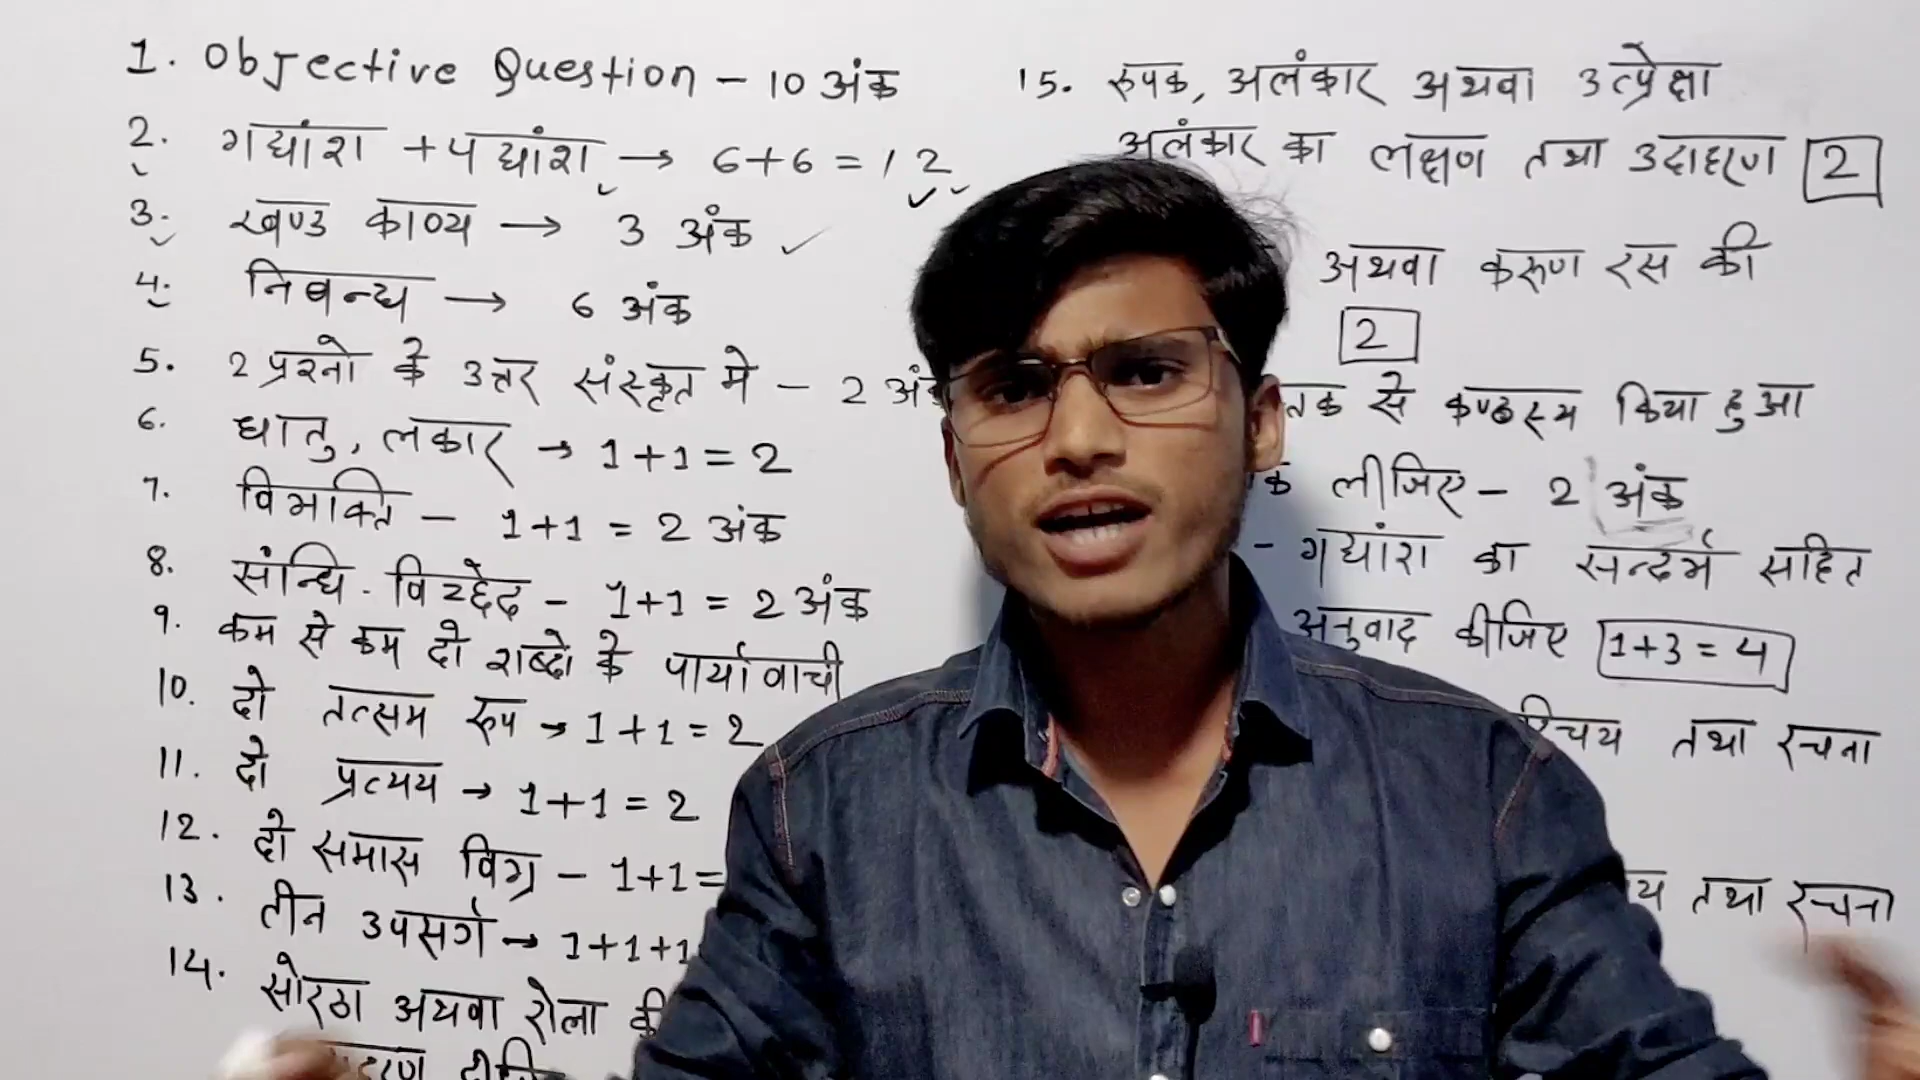 1. Objective Question - 10 अंक
2. गद्यांश + पद्यांश → 6+6 = 12
3. खण्ड काव्य → 3 अंक
4. निबन्ध → 6 अंक
5. 2 प्रश्नो के उत्तर संस्कृत मे - 2
6. धातु, लकार → 1+1 = 2
7. विभक्ति - 1+1 = 2 अंक
8. संन्धि - विच्छेद - 1+1 = 2 अंक
9. कम से कम दो शब्दो के पार्यावाची
10. दो तत्सम रूप → 1+1 = 2
11. दो प्रत्यय → 1+1 = 2
12. दो समास विग्र - 1+1 =
13. तीन उपसर्ग → 1+1+1
14. सोरठा अथवा रोला की
15. रुपक, अलंकार अथवा उत्प्रेक्षा
अलंकार का लक्षण तथा उदाहरण 2
अथवा करूण रस की
2
से कण्ठस्थ किया हुआ
लीजिए - 2 अंक
- गद्यांश का सन्दर्भ सहित
अनुवाद कीजिए 1+3 = 4
तथा रचना
तथा रचना